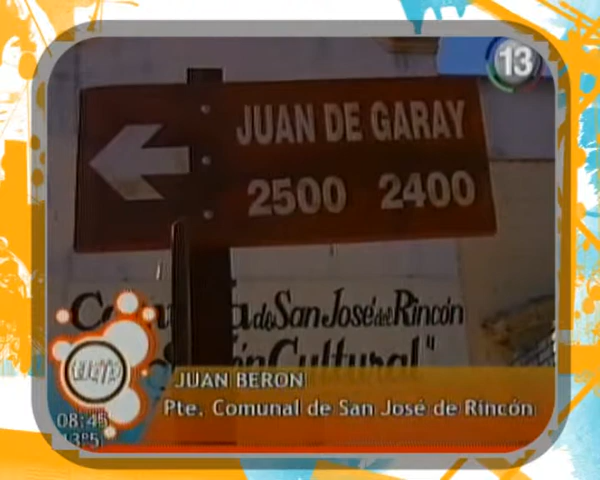 13
JUAN DE GARAY
2500 2400
de San José del Rincón
Cultural"
JUAN BERON
Pte. Comunal de San José de Rincón
08:45